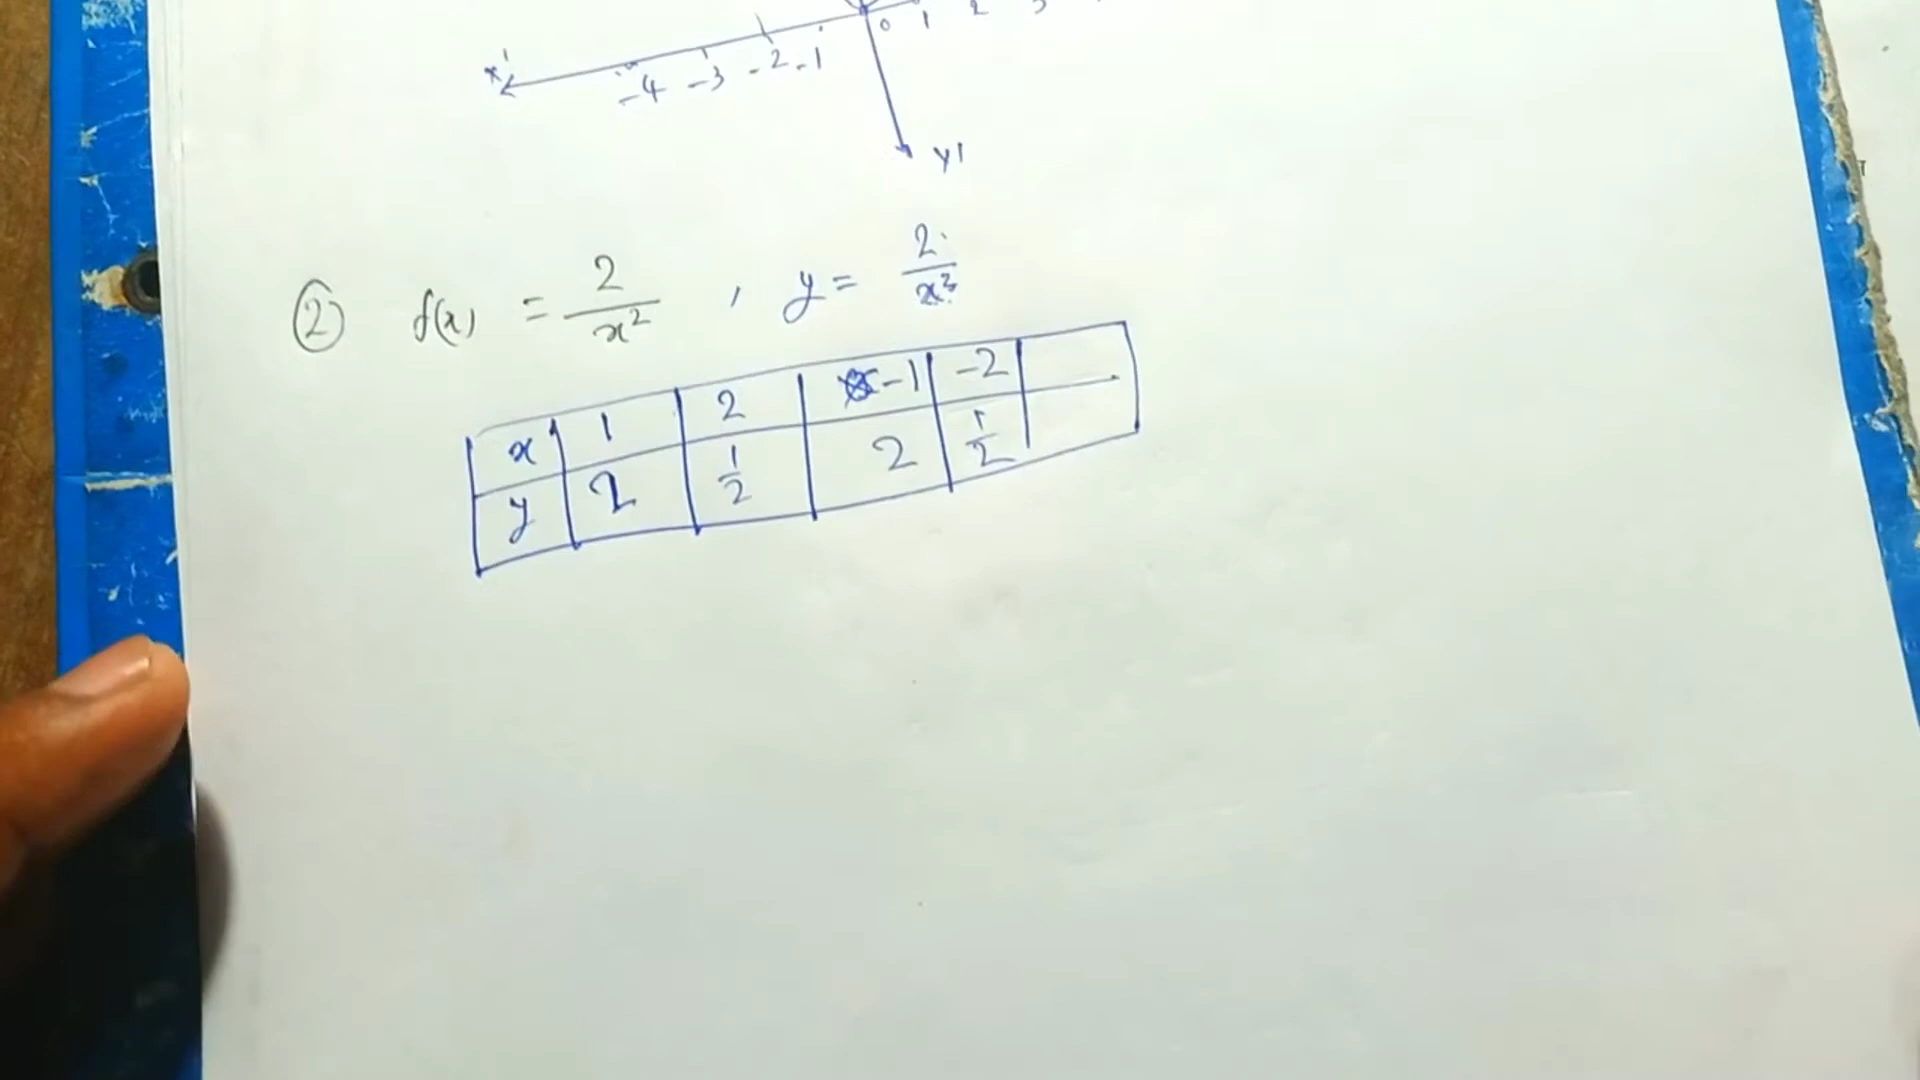 0 1 2 3
x' -4 -3 -2 -1
y1
② f(x) = 2/x² , y = 2/x²
x 1 2 -1 -2
y 2 1/2 2 1/2